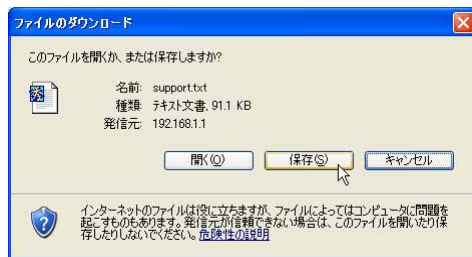 ファイルのダウンロード
このファイルを開くか、または保存しますか?
名前: support.txt
種類: テキスト文書, 91.1 KB
発信元: 192.168.1.1
開く(O)
保存(S)
キャンセル
インターネットのファイルは役に立ちますが、ファイルによってはコンピュータに問題を
起こすものもあります。発信元が信頼できない場合は、このファイルを開いたり保
存したりしないでください。危険性の説明